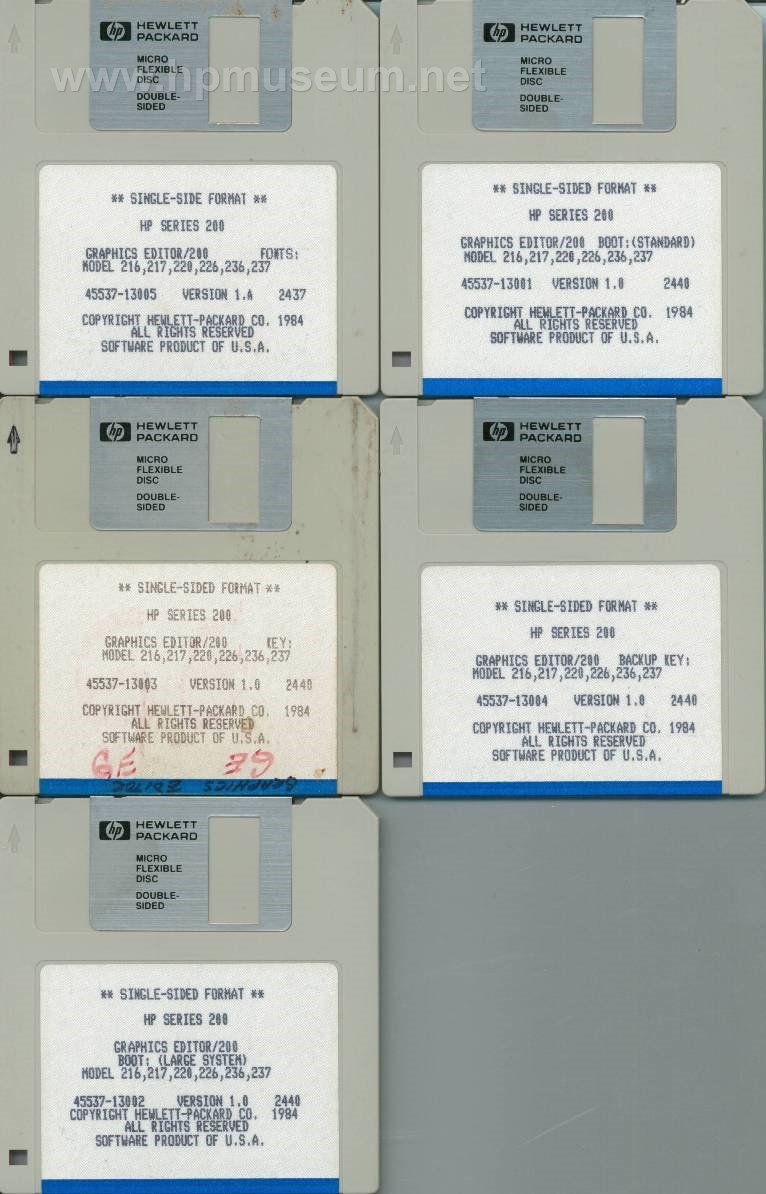 www.hpmuseum.net
hp HEWLETT
PACKARD
MICRO
FLEXIBLE
DISC
DOUBLE-
SIDED
** SINGLE-SIDE FORMAT **
HP SERIES 200
GRAPHICS EDITOR/200 FONTS:
MODEL 216,217,220,226,236,237
45537-13005 VERSION 1.A 2437
COPYRIGHT HEWLETT-PACKARD CO. 1984
ALL RIGHTS RESERVED
SOFTWARE PRODUCT OF U.S.A.
hp HEWLETT
PACKARD
MICRO
FLEXIBLE
DISC
DOUBLE-
SIDED
** SINGLE-SIDED FORMAT **
HP SERIES 200
GRAPHICS EDITOR/200 BOOT:(STANDARD)
MODEL 216,217,220,226,236,237
45537-13001 VERSION 1.0 2440
COPYRIGHT HEWLETT-PACKARD CO. 1984
ALL RIGHTS RESERVED
SOFTWARE PRODUCT OF U.S.A.
hp HEWLETT
PACKARD
MICRO
FLEXIBLE
DISC
DOUBLE-
SIDED
** SINGLE-SIDED FORMAT **
HP SERIES 200
GRAPHICS EDITOR/200 KEY:
MODEL 216,217,220,226,236,237
45537-13003 VERSION 1.0 2440
COPYRIGHT HEWLETT-PACKARD CO. 1984
ALL RIGHTS RESERVED
SOFTWARE PRODUCT OF U.S.A.
GE
GRAPHICS
EDITOR
hp HEWLETT
PACKARD
MICRO
FLEXIBLE
DISC
DOUBLE-
SIDED
** SINGLE-SIDED FORMAT **
HP SERIES 200
GRAPHICS EDITOR/200 BACKUP KEY:
MODEL 216,217,220,226,236,237
45537-13004 VERSION 1.0 2440
COPYRIGHT HEWLETT-PACKARD CO. 1984
ALL RIGHTS RESERVED
SOFTWARE PRODUCT OF U.S.A.
hp HEWLETT
PACKARD
MICRO
FLEXIBLE
DISC
DOUBLE-
SIDED
** SINGLE-SIDED FORMAT **
HP SERIES 200
GRAPHICS EDITOR/200
BOOT: (LARGE SYSTEM)
MODEL 216,217,220,226,236,237
45537-13002 VERSION 1.0 2440
COPYRIGHT HEWLETT-PACKARD CO. 1984
ALL RIGHTS RESERVED
SOFTWARE PRODUCT OF U.S.A.